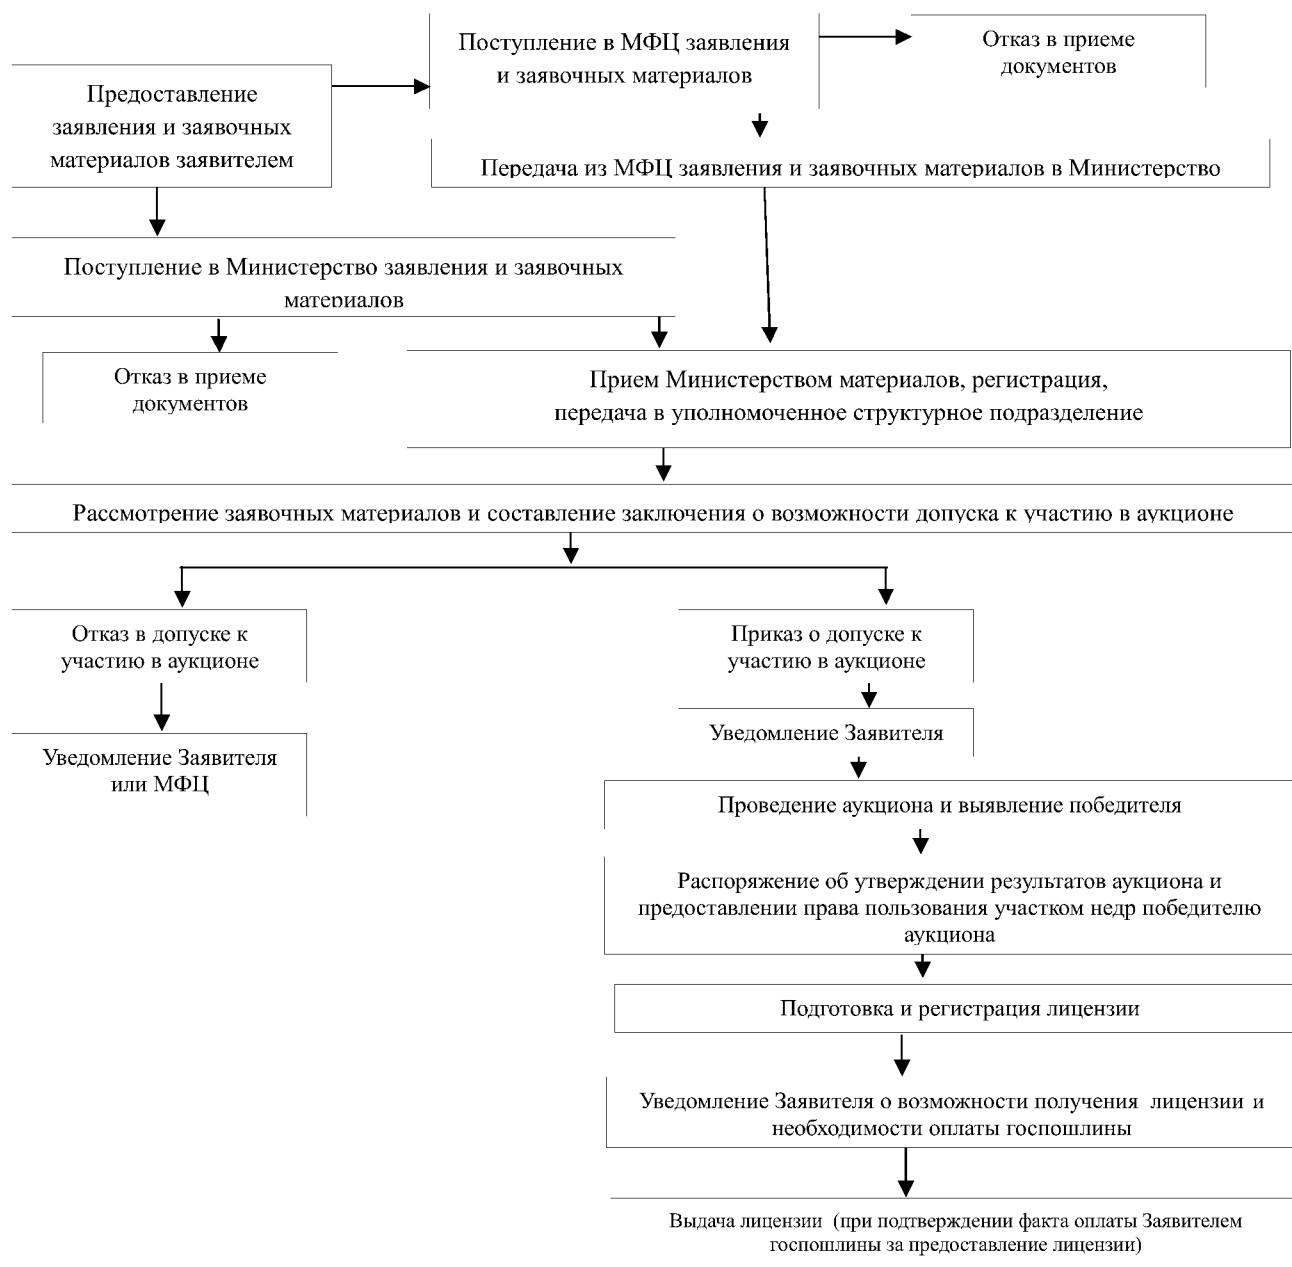 Поступление в МФЦ заявления
и заявочных материалов
Отказ в приеме
документов
Предоставление
заявления и заявочных
материалов заявителем
Передача из МФЦ заявления и заявочных материалов в Министерство
Поступление в Министерство заявления и заявочных
материалов
Отказ в приеме
документов
Прием Министерством материалов, регистрация,
передача в уполномоченное структурное подразделение
Рассмотрение заявочных материалов и составление заключения о возможности допуска к участию в аукционе
Отказ в допуске к
участию в аукционе
Приказ о допуске к
участию в аукционе
Уведомление Заявителя
или МФЦ
Уведомление Заявителя
Проведение аукциона и выявление победителя
Распоряжение об утверждении результатов аукциона и
предоставлении права пользования участком недр победителю
аукциона
Подготовка и регистрация лицензии
Уведомление Заявителя о возможности получения лицензии и
необходимости оплаты госпошлины
Выдача лицензии (при подтверждении факта оплаты Заявителем
госпошлины за предоставление лицензии)